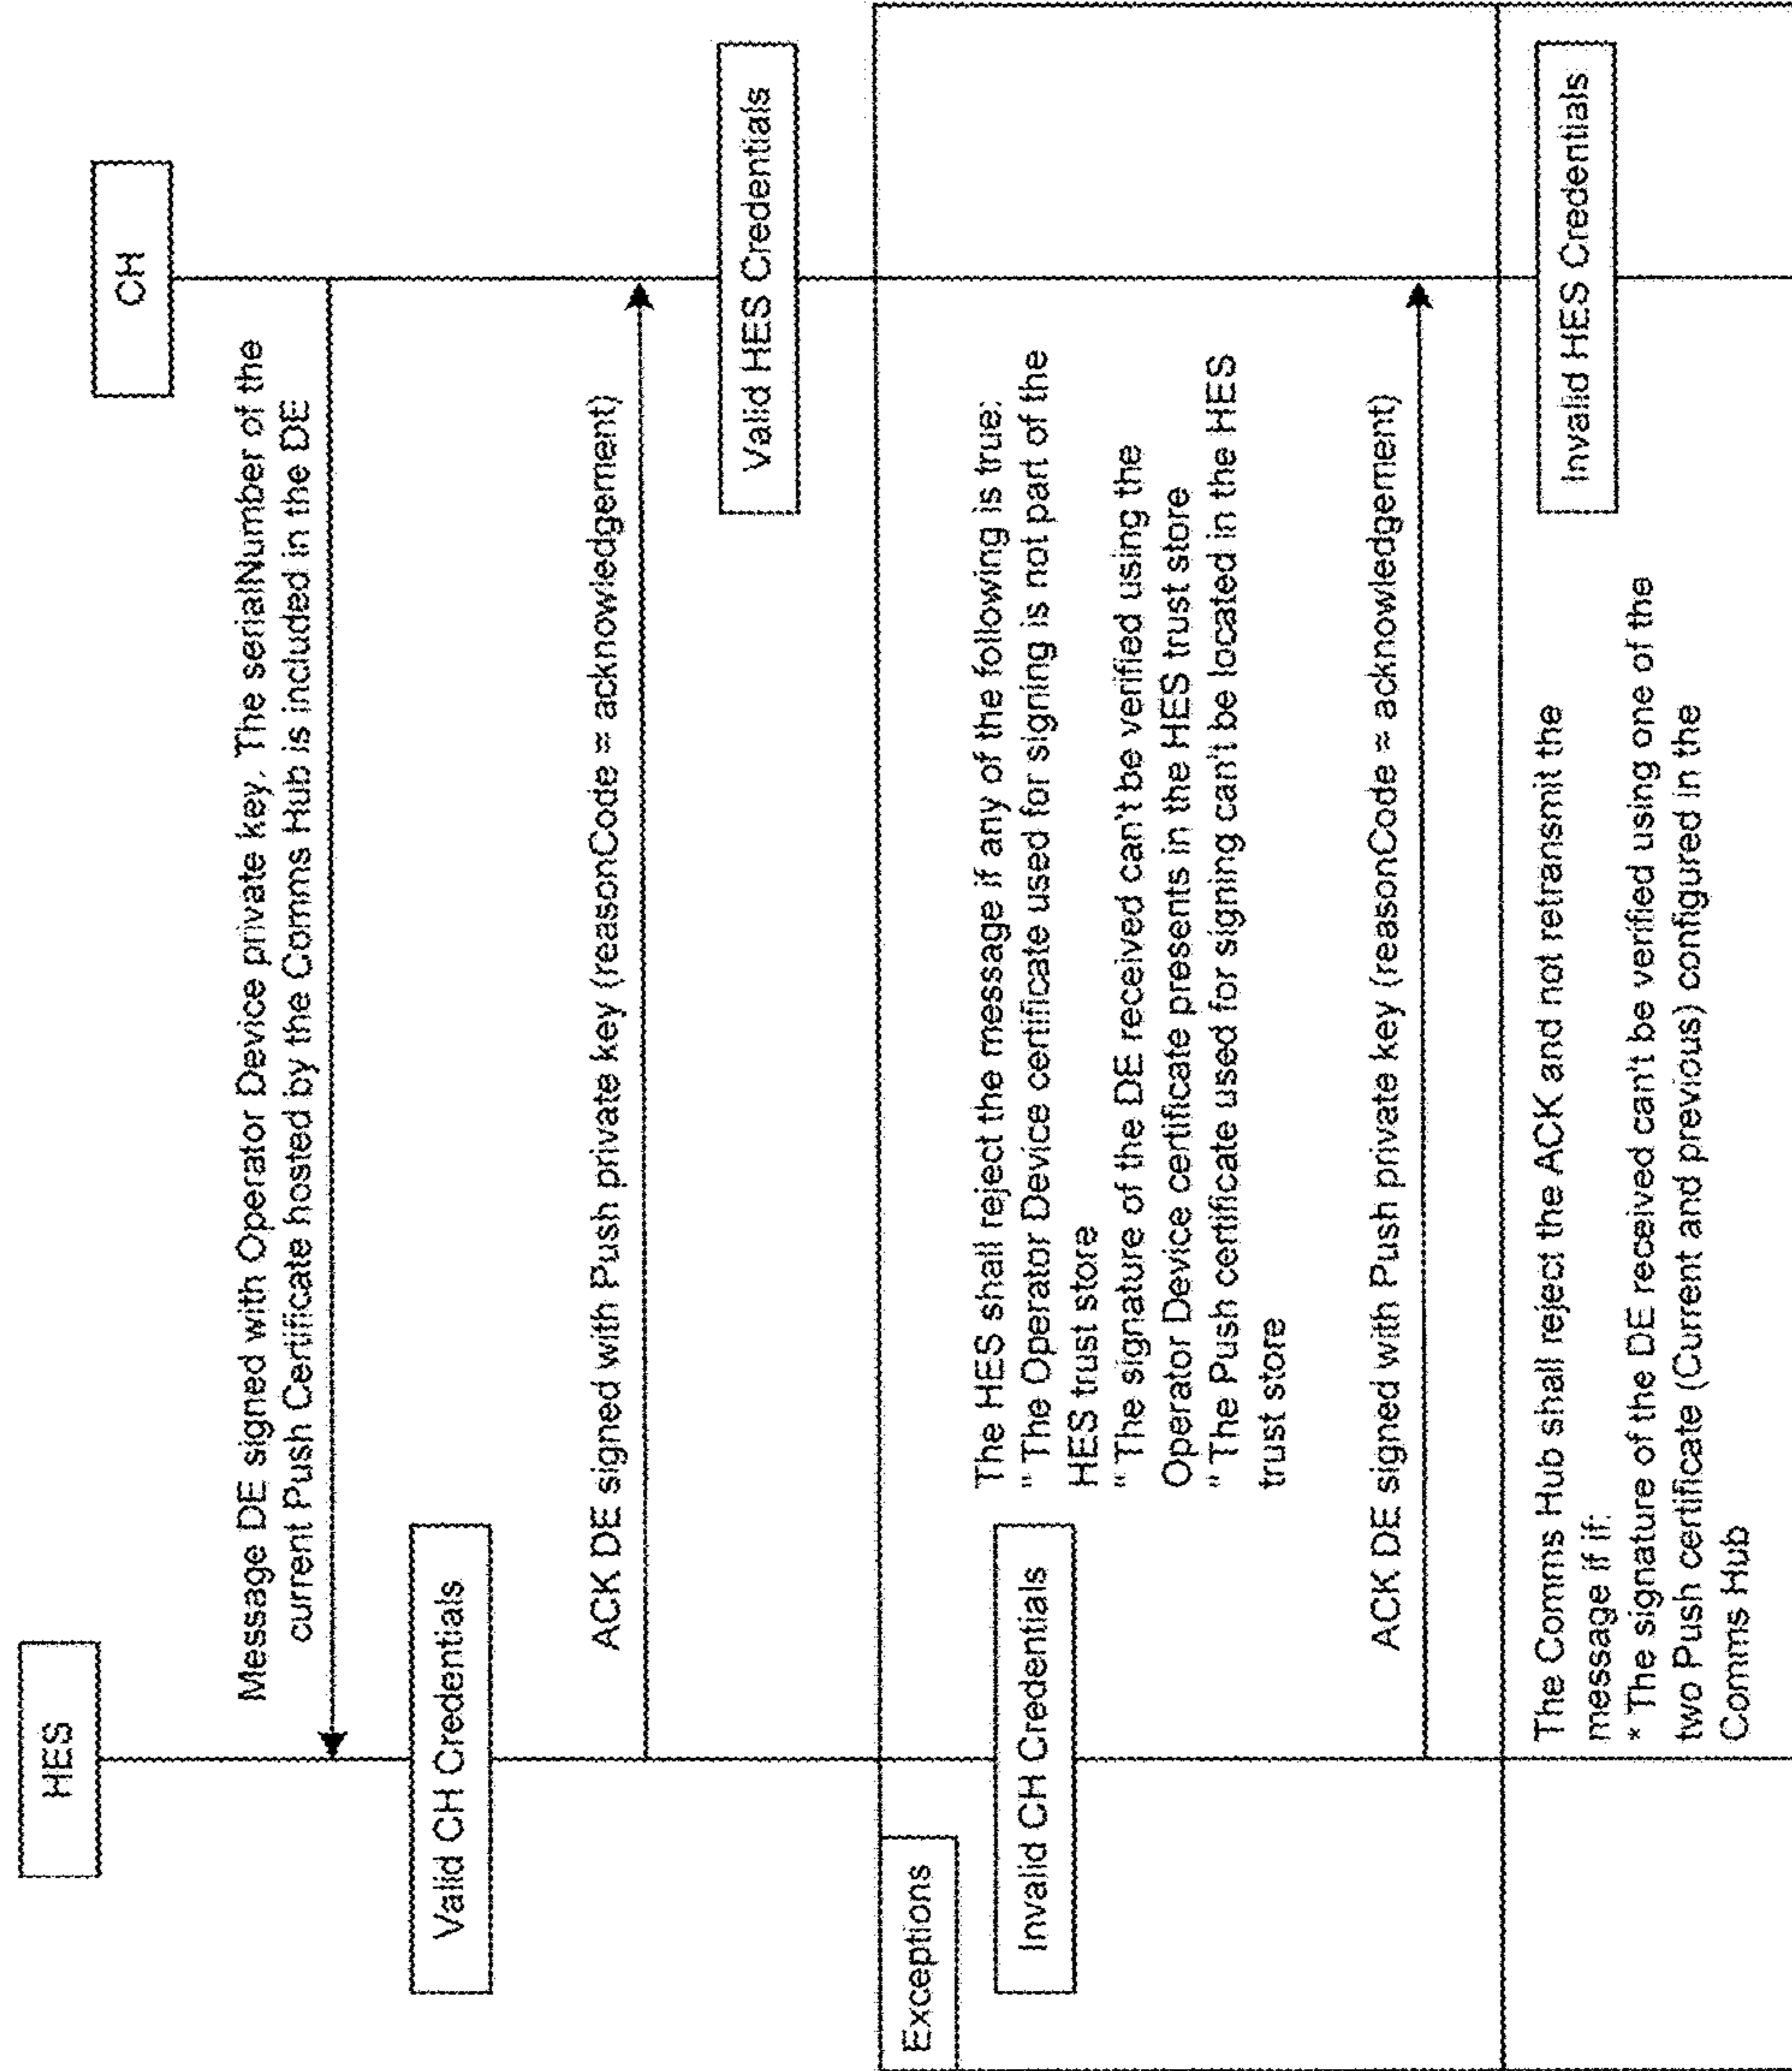 HES
CH
Message DE signed with Operator Device private key. The serialNumber of the
current Push Certificate hosted by the Comms Hub is included in the DE
Valid CH Credentials
ACK DE signed with Push private key (reasonCode = acknowledgement)
Valid HES Credentials
Exceptions
Invalid CH Credentials
The HES shall reject the message if any of the following is true:
" The Operator Device certificate used for signing is not part of the
HES trust store
" The signature of the DE received can't be verified using the
Operator Device certificate presents in the HES trust store
" The Push certificate used for signing can't be located in the HES
trust store
ACK DE signed with Push private key (reasonCode = acknowledgement)
Invalid HES Credentials
The Comms Hub shall reject the ACK and not retransmit the
message if if:
* The signature of the DE received can't be verified using one of the
two Push certificate (Current and previous) configured in the
Comms Hub